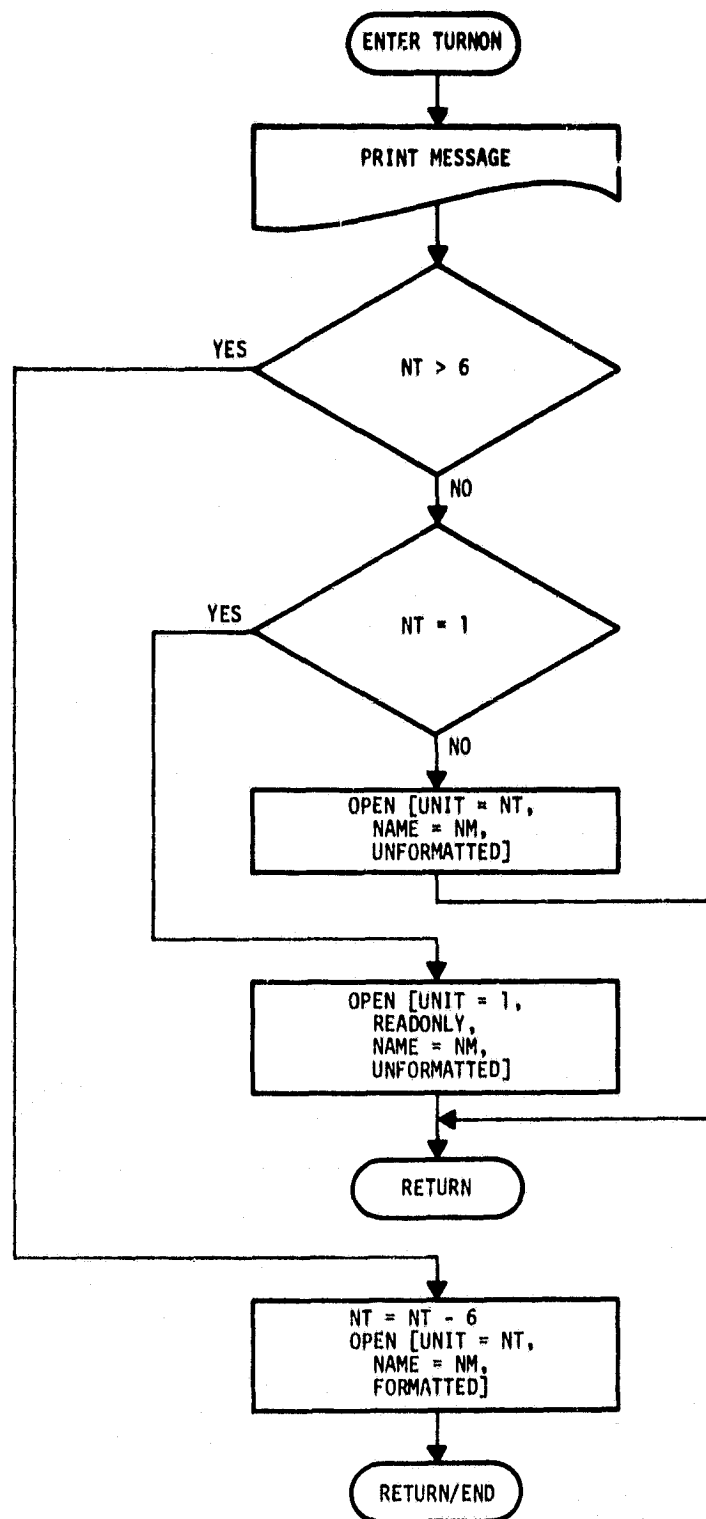 ENTER TURNON
PRINT MESSAGE
YES
NT > 6
NO
YES
NT = 1
NO
OPEN [UNIT = NT,
NAME = NM,
UNFORMATTED]
OPEN [UNIT = 1,
READONLY,
NAME = NM,
UNFORMATTED]
RETURN
NT = NT - 6
OPEN [UNIT = NT,
NAME = NM,
FORMATTED]
RETURN/END